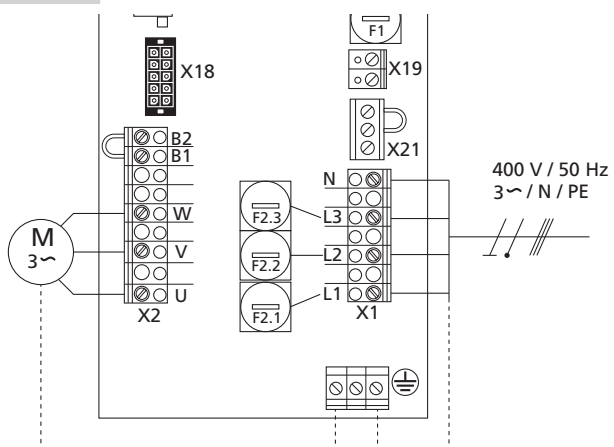 F1
X18
X19
B2
B1
X21
N
400 V / 50 Hz
3~ / N / PE
W
F2.3
L3
M
3~
V
F2.2
L2
U
F2.1
L1
X2
X1